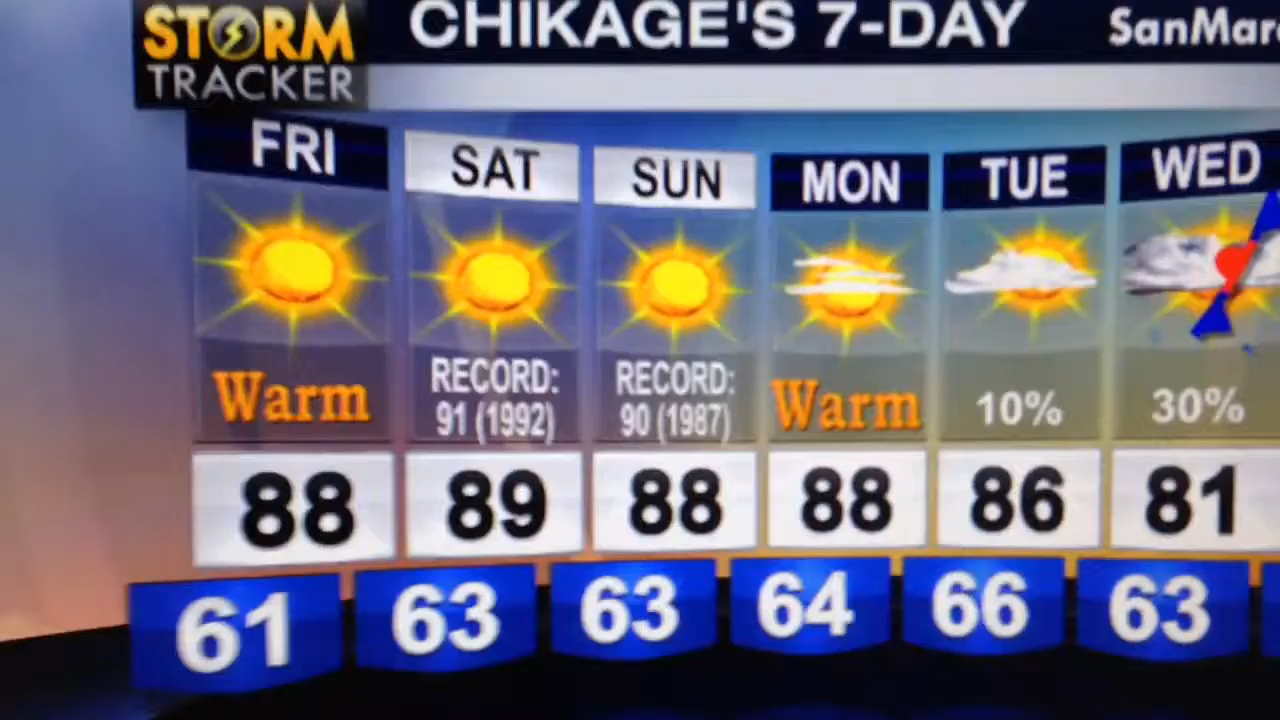 STORM
TRACKER
CHIKAGE'S 7-DAY
SanMar
FRI
SAT
SUN
MON
TUE
WED
Warm
RECORD:
91 (1992)
RECORD:
90 (1987)
Warm
10%
30%
88
89
88
88
86
81
61
63
63
64
66
63